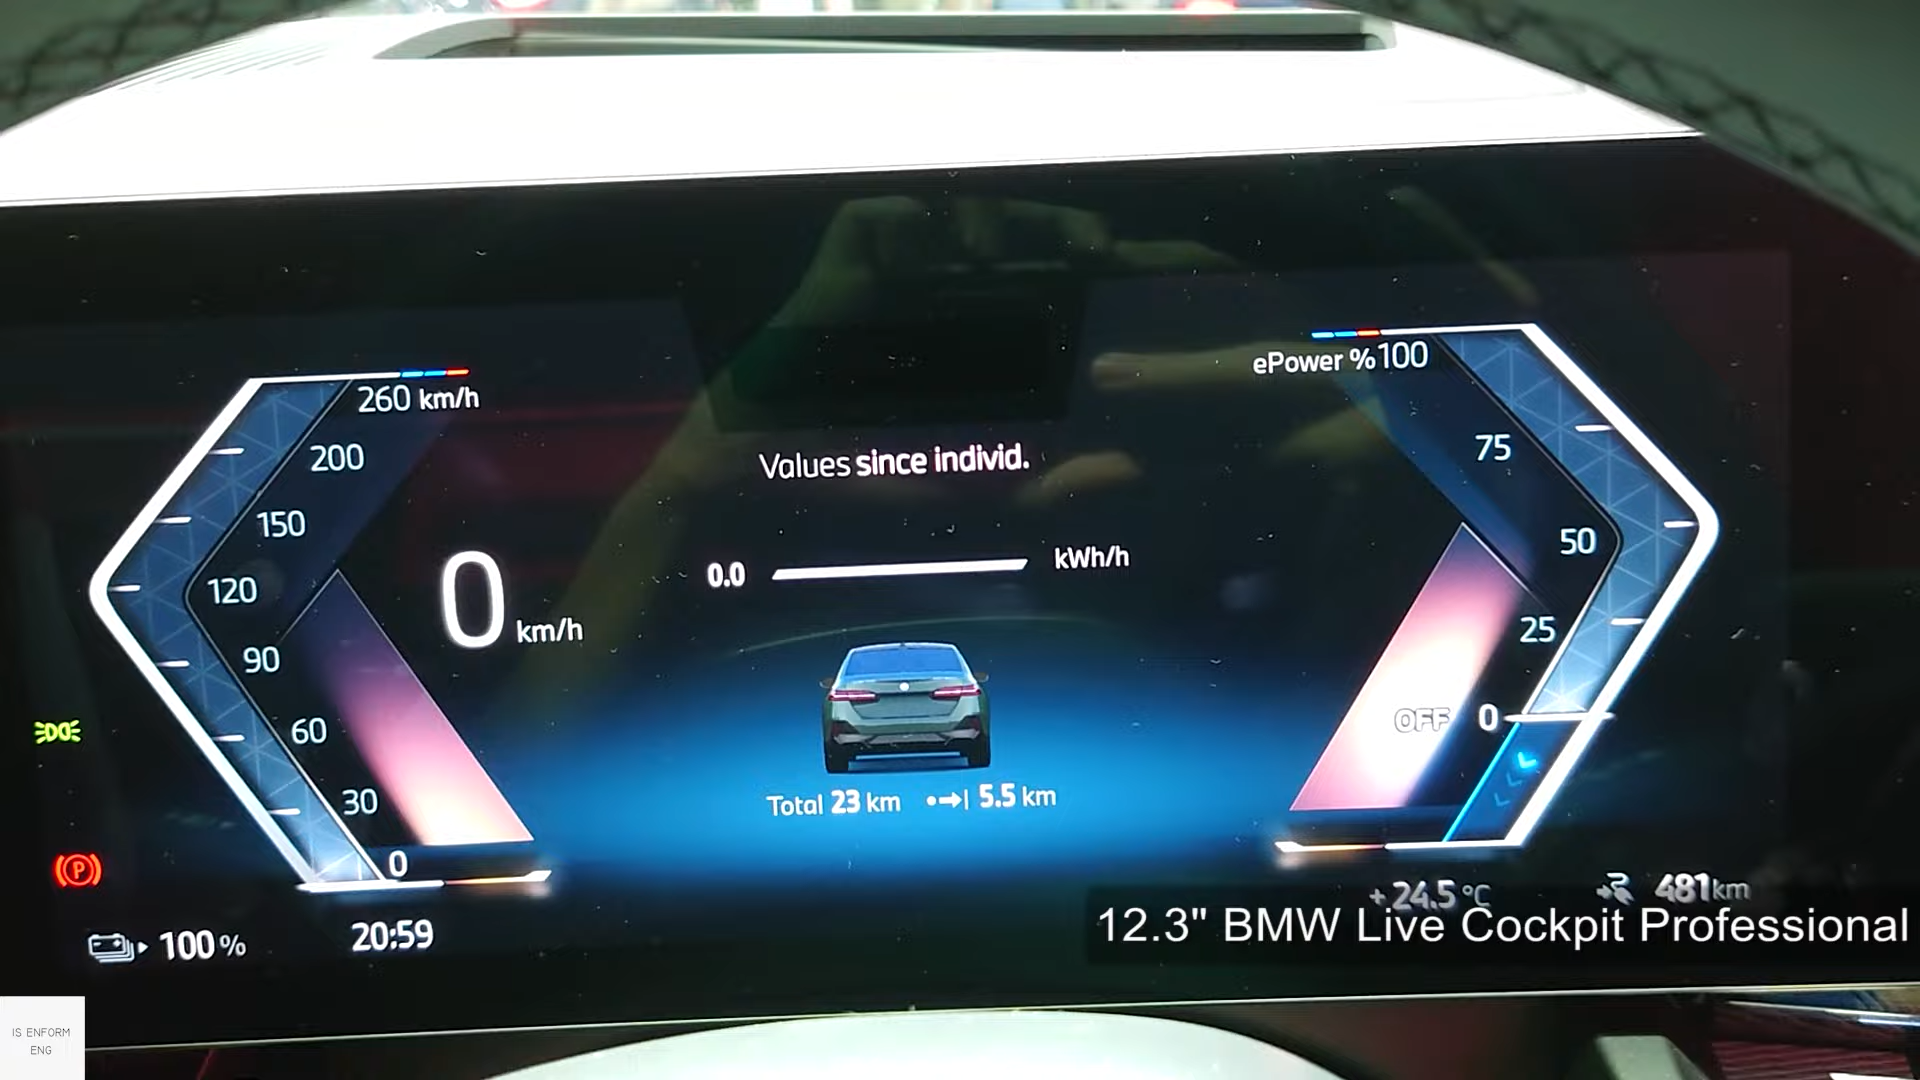 260 km/h
200
150
120
90
60
30
0
0 km/h
Values since individ.
0.0 kWh/h
Total 23 km 5.5 km
ePower %100
75
50
25
OFF 0
P
100 %
20:59
+24.5 °C
481 km
12.3" BMW Live Cockpit Professional
IS ENFORM
ENG